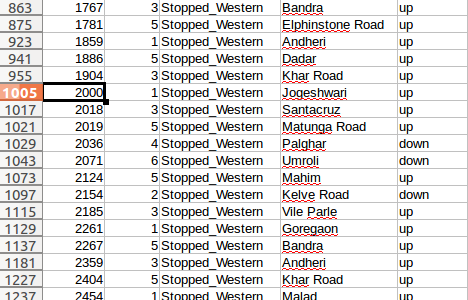 863 1767 3 Stopped_Western Bandra up
875 1781 5 Stopped_Western Elphinstone Road up
923 1859 1 Stopped_Western Andheri up
941 1886 5 Stopped_Western Dadar up
955 1904 3 Stopped_Western Khar Road up
1005 2000 1 Stopped_Western Jogeshwari up
1017 2018 3 Stopped_Western Santacruz up
1021 2019 5 Stopped_Western Matunga Road up
1029 2036 4 Stopped_Western Palghar down
1043 2071 6 Stopped_Western Umroli down
1073 2124 5 Stopped_Western Mahim up
1097 2154 2 Stopped_Western Kelve Road down
1115 2185 3 Stopped_Western Vile Parle up
1129 2261 1 Stopped_Western Goregaon up
1137 2267 5 Stopped_Western Bandra up
1181 2359 3 Stopped_Western Andheri up
1227 2404 5 Stopped_Western Khar Road up
1237 2454 1 Stopped_Western Malad up